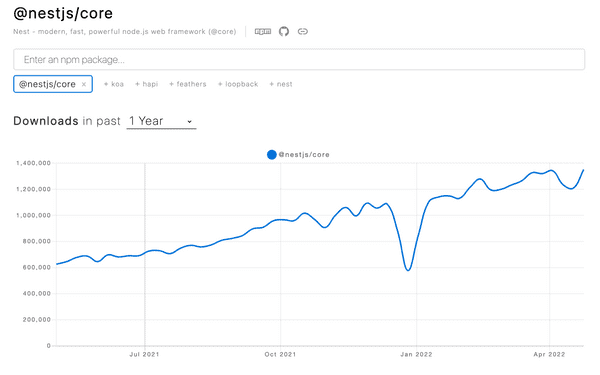 @nestjs/core
Nest - modern, fast, powerful node.js web framework (@core)
npm
Enter an npm package...
@nestjs/core × + koa + hapi + feathers + loopback + nest
Downloads in past 1 Year
@nestjs/core
1,400,000
1,200,000
1,000,000
800,000
600,000
400,000
200,000
0
Jul 2021 Oct 2021 Jan 2022 Apr 2022